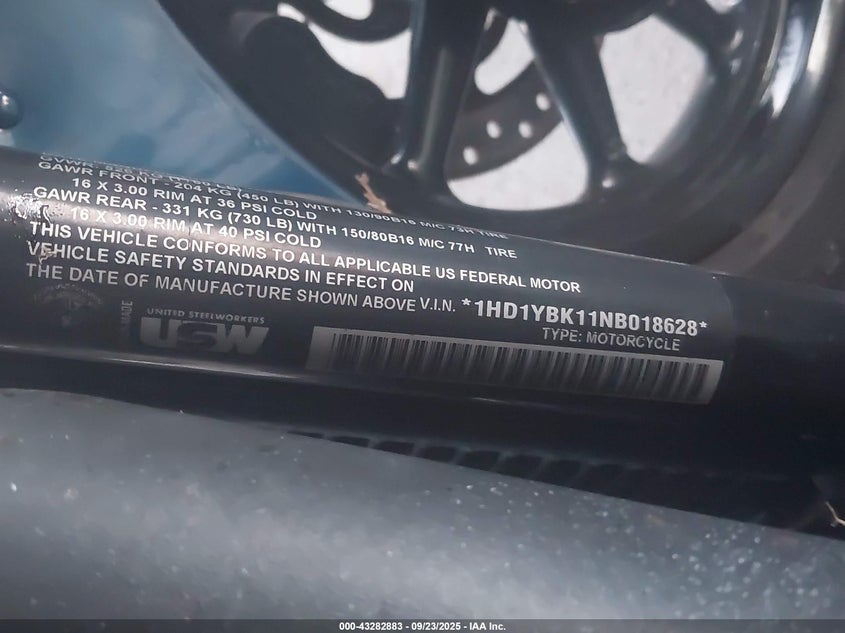 GAWR FRONT - 204 KG (450 LB) WITH 130/90B16 M/C 73H TIRE
16 X 3.00 RIM AT 36 PSI COLD
GAWR REAR - 331 KG (730 LB) WITH 150/80B16 M/C 77H TIRE
16 X 3.00 RIM AT 40 PSI COLD
THIS VEHICLE CONFORMS TO ALL APPLICABLE US FEDERAL MOTOR
VEHICLE SAFETY STANDARDS IN EFFECT ON
THE DATE OF MANUFACTURE SHOWN ABOVE V.I.N. *1HD1YBK11NB018628*
TYPE: MOTORCYCLE
MADE
UNITED STEELWORKERS
USW
000-43282883 - 09/23/2025 - IAA Inc.